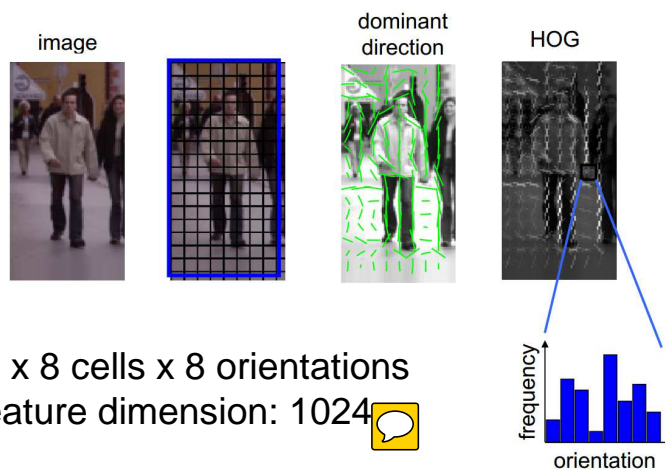 image
dominant
direction
HOG
x 8 cells x 8 orientations
eature dimension: 1024
frequency
orientation